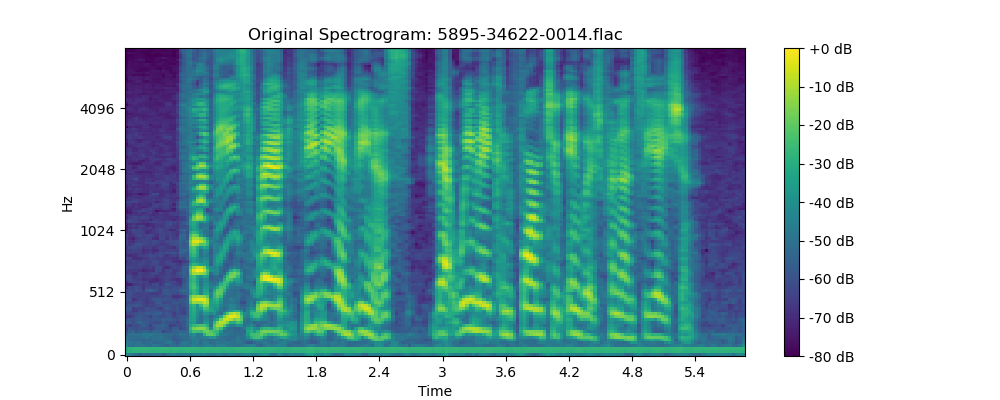 Original Spectrogram: 5895-34622-0014.flac
Hz
4096
2048
1024
512
0
0 0.6 1.2 1.8 2.4 3 3.6 4.2 4.8 5.4
Time
+0 dB
-10 dB
-20 dB
-30 dB
-40 dB
-50 dB
-60 dB
-70 dB
-80 dB